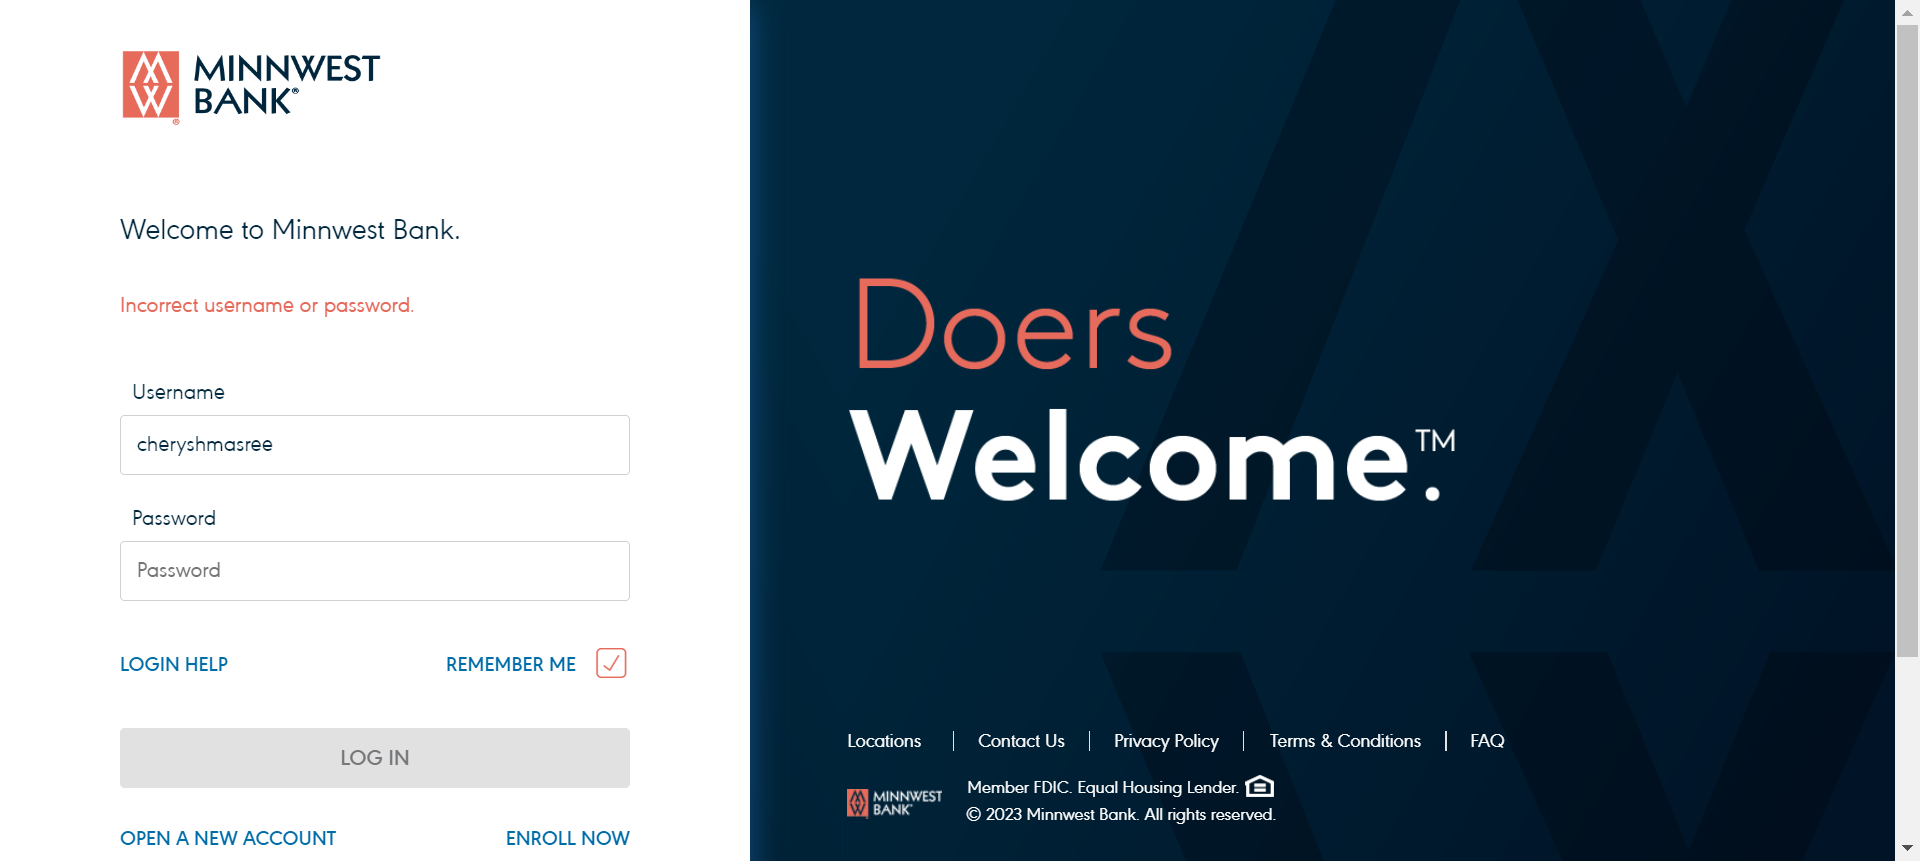 MINNWEST
BANK®
®
Welcome to Minnwest Bank.
Incorrect username or password.
Username
cheryshmasree
Password
Password
LOGIN HELP
REMEMBER ME
LOG IN
OPEN A NEW ACCOUNT
ENROLL NOW
Doers
Welcome.™
Locations
Contact Us
Privacy Policy
Terms & Conditions
FAQ
MINNWEST
BANK
Member FDIC. Equal Housing Lender.
© 2023 Minnwest Bank. All rights reserved.